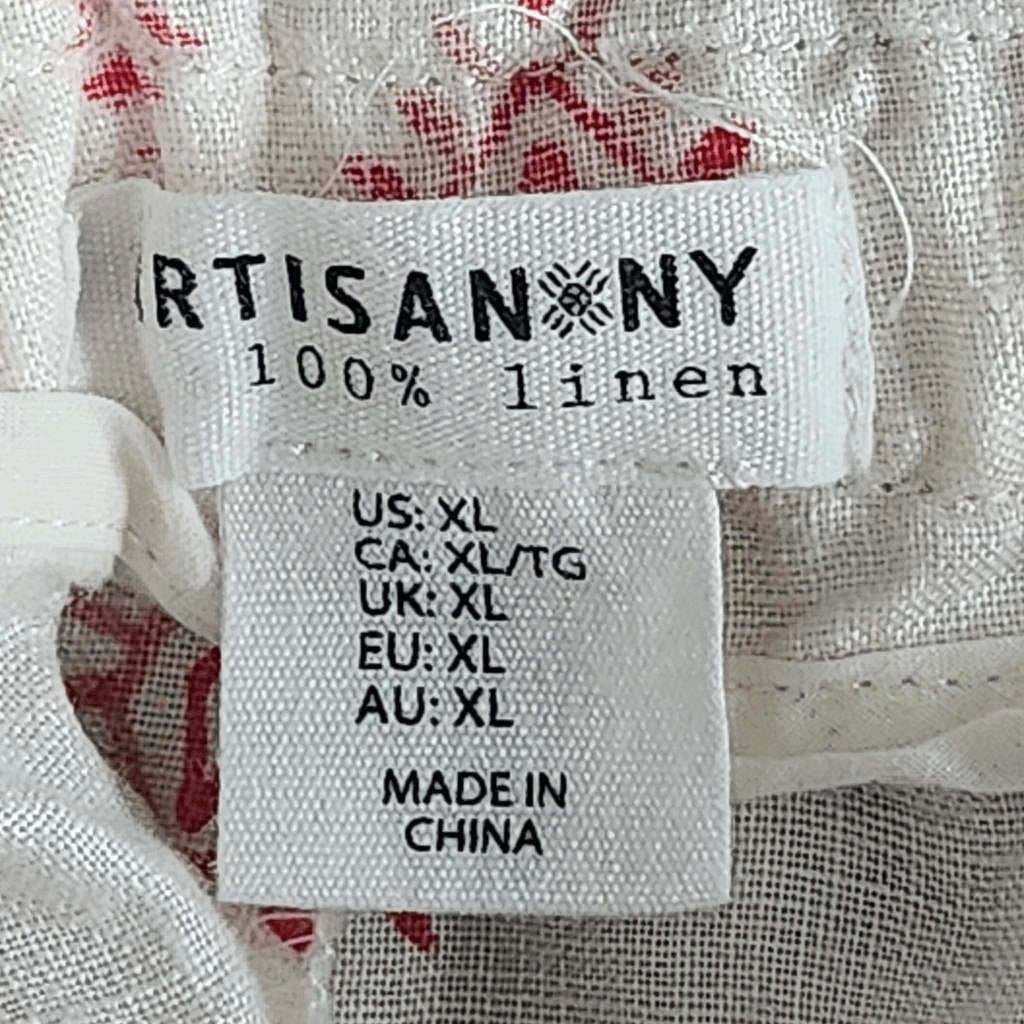 RTISAN NY
100% linen
US: XL
CA: XL/TG
UK: XL
EU: XL
AU: XL
MADE IN
CHINA